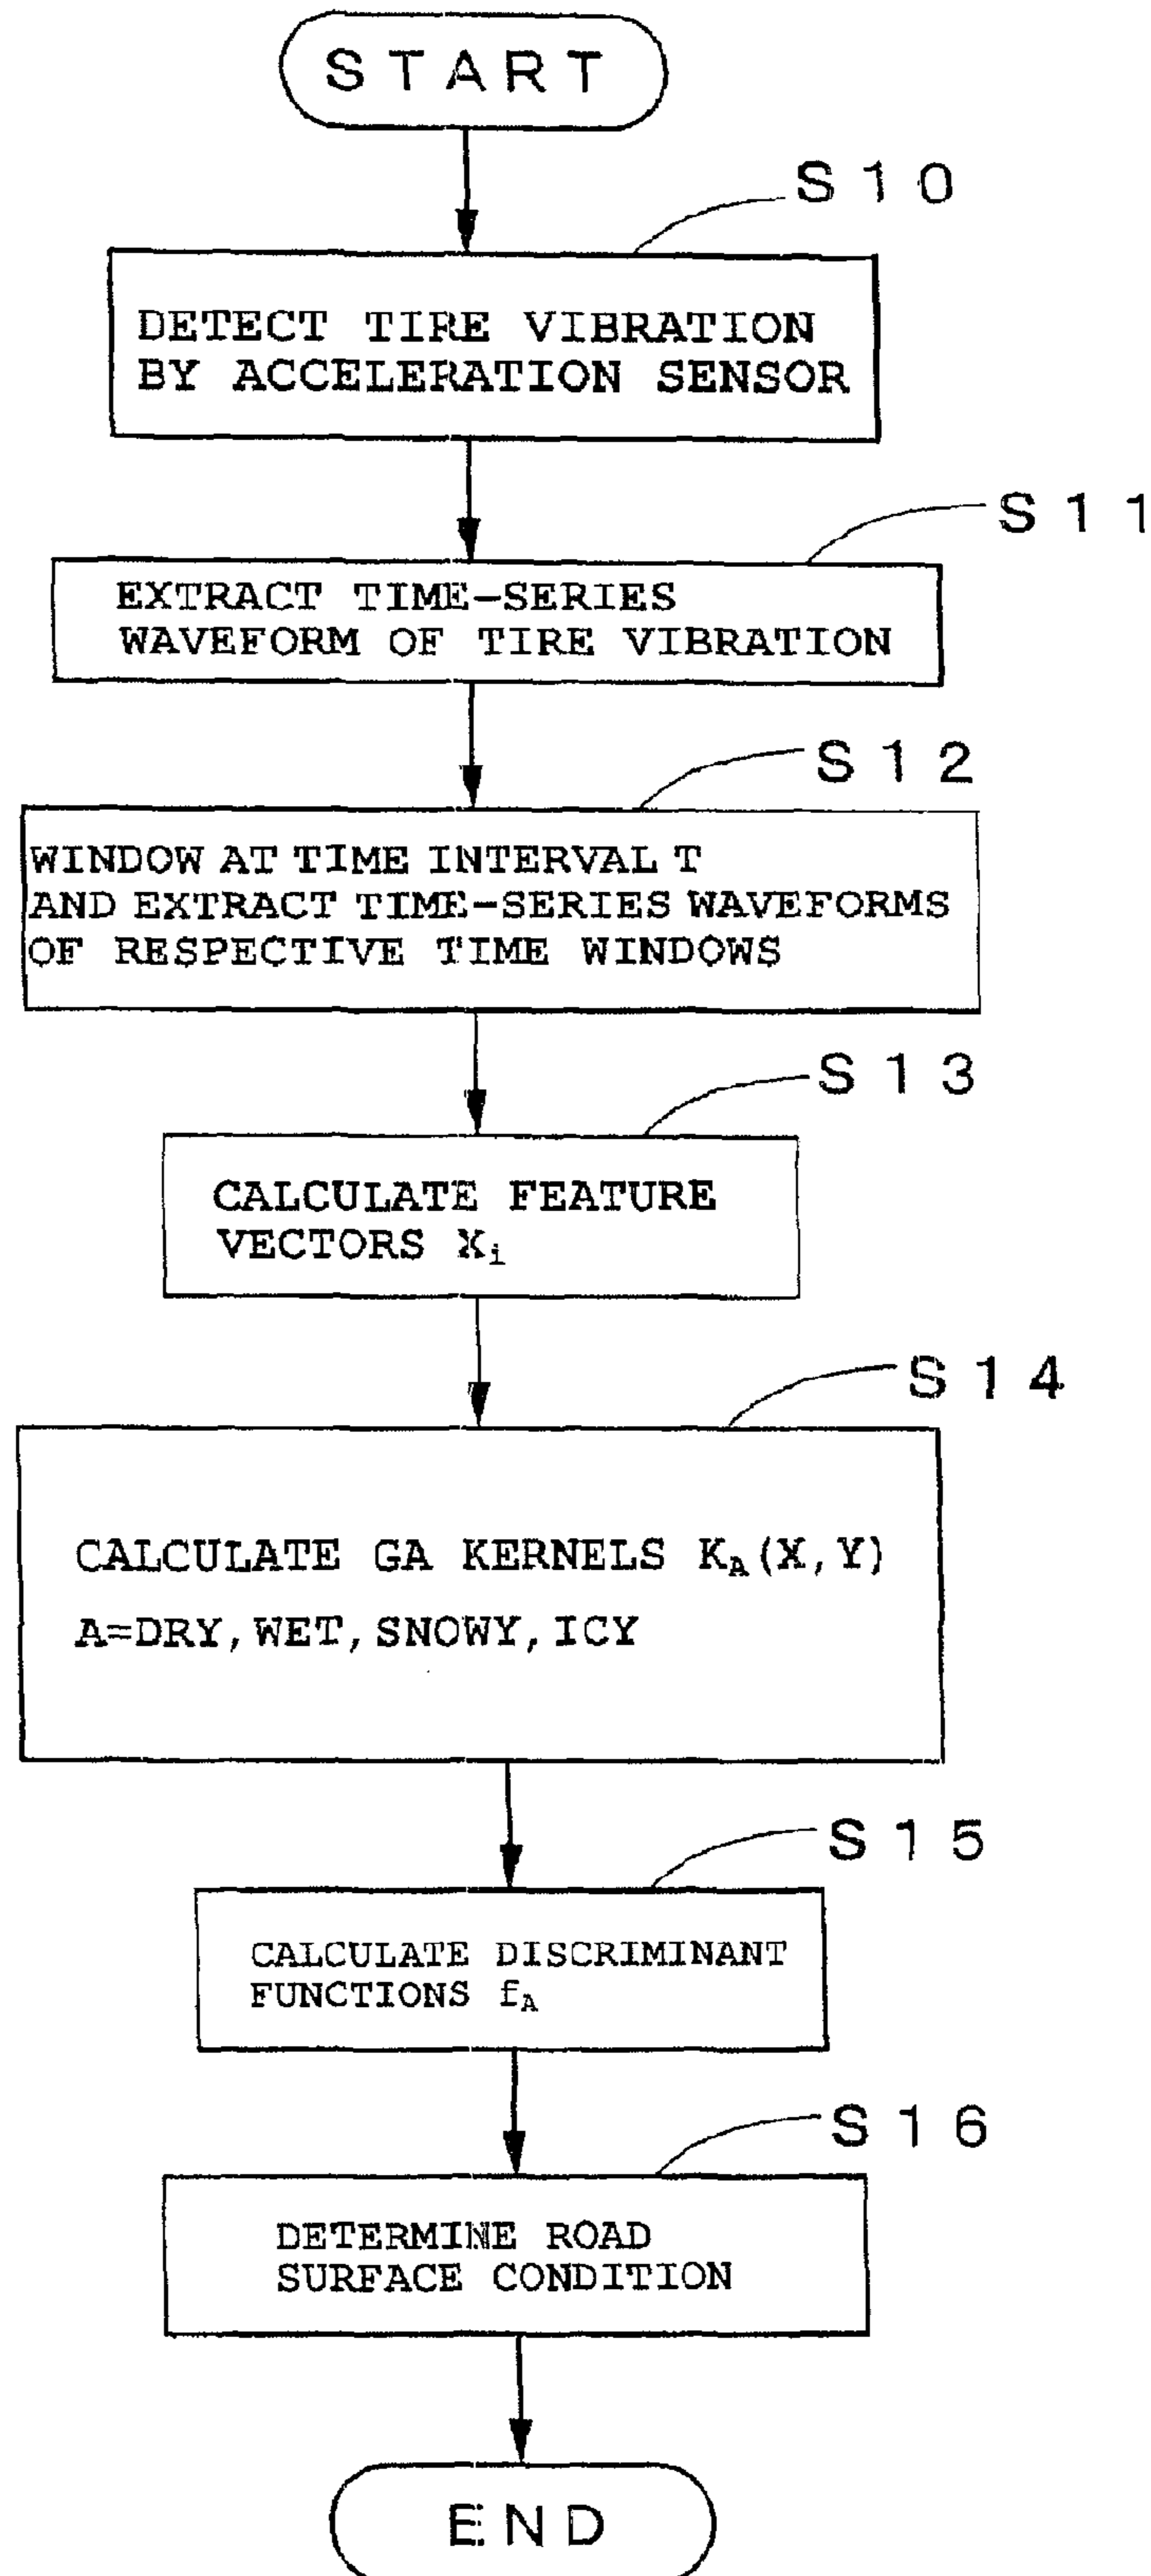 START
S10
DETECT TIRE VIBRATION
BY ACCELERATION SENSOR
S11
EXTRACT TIME-SERIES
WAVEFORM OF TIRE VIBRATION
S12
WINDOW AT TIME INTERVAL T
AND EXTRACT TIME-SERIES WAVEFORMS
OF RESPECTIVE TIME WINDOWS
S13
CALCULATE FEATURE
VECTORS Xᵢ
S14
CALCULATE GA KERNELS K_A(X,Y)
A=DRY,WET,SNOWY,ICY
S15
CALCULATE DISCRIMINANT
FUNCTIONS f_A
S16
DETERMINE ROAD
SURFACE CONDITION
END